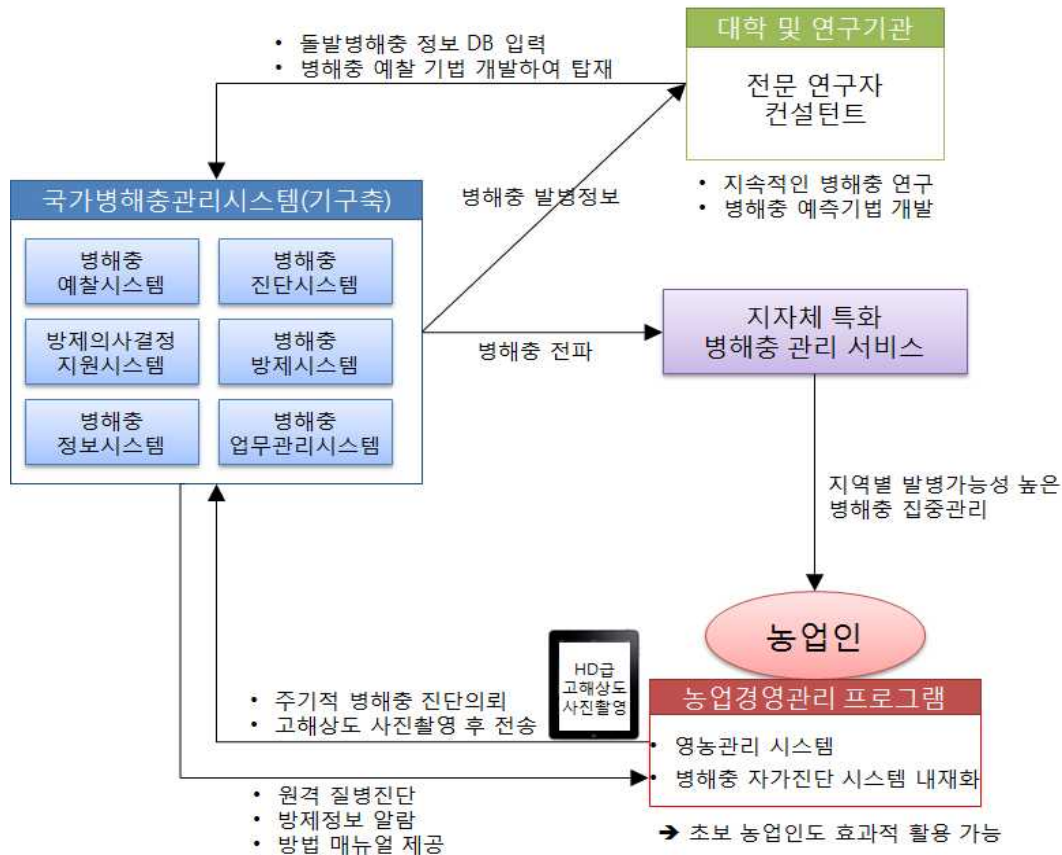 • 돌발병해충 정보 DB 입력
• 병해충 예찰 기법 개발하여 탑재
대학 및 연구기관
전문 연구자
컨설턴트
• 지속적인 병해충 연구
• 병해충 예측기법 개발
병해충 발병정보
국가병해충관리시스템(기구축)
병해충
예찰시스템
병해충
진단시스템
방제의사결정
지원시스템
병해충
방제시스템
병해충
정보시스템
병해충
업무관리시스템
병해충 전파
지자체 특화
병해충 관리 서비스
지역별 발병가능성 높은
병해충 집중관리
농업인
HD급
고해상도
사진촬영
• 주기적 병해충 진단의뢰
• 고해상도 사진촬영 후 전송
농업경영관리 프로그램
• 영농관리 시스템
• 병해충 자가진단 시스템 내재화
• 원격 질병진단
• 방제정보 알람
• 방법 매뉴얼 제공
➔ 초보 농업인도 효과적 활용 가능